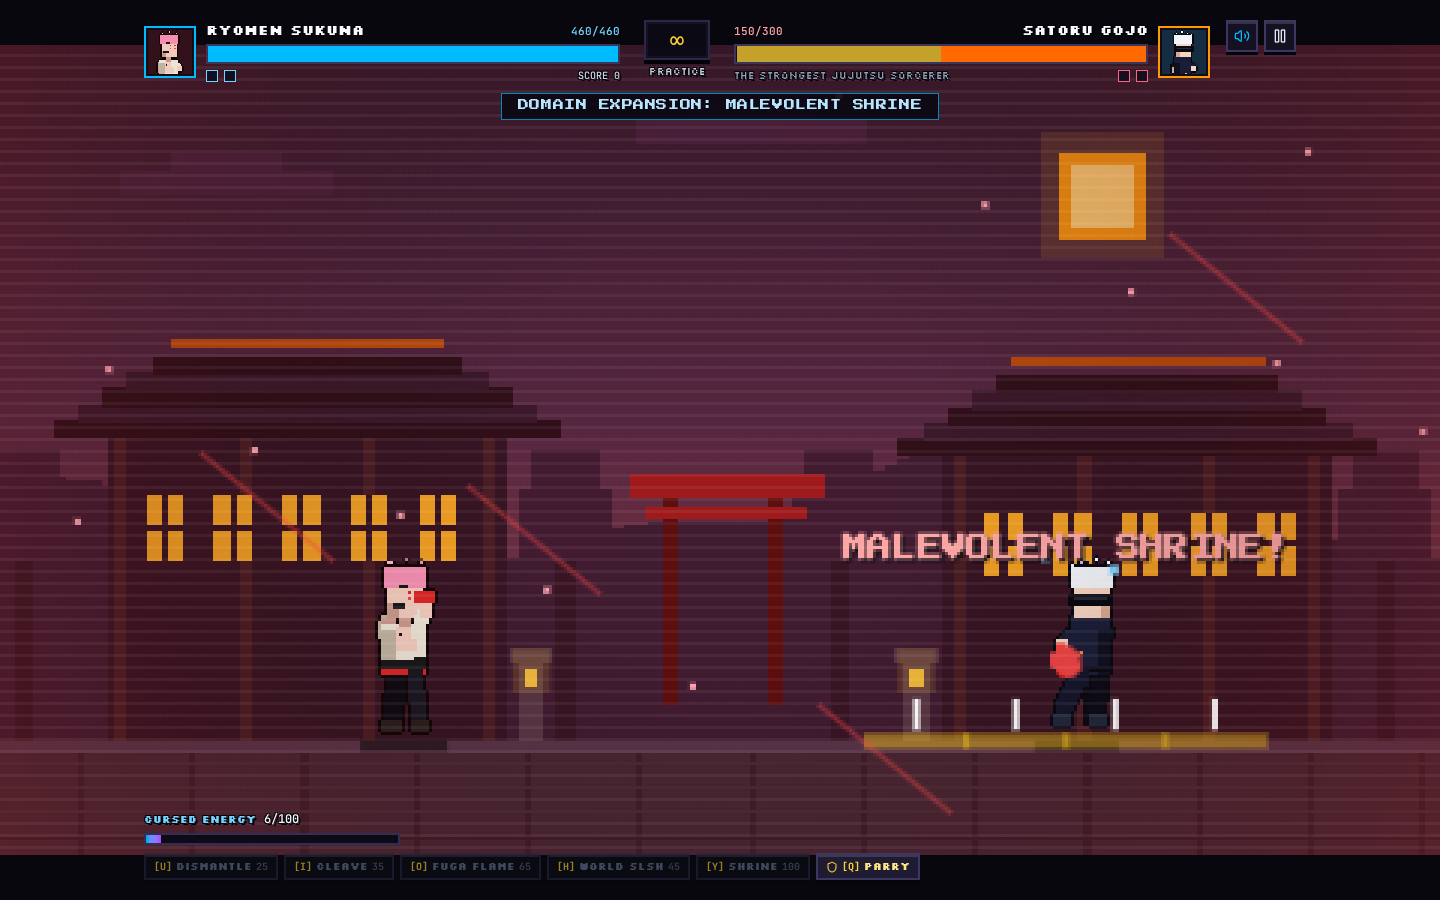 RYOMEN SUKUNA 460/460
SCORE 0
∞
PRACTICE
150/300 SATORU GOJO
THE STRONGEST JUJUTSU SORCERER
DOMAIN EXPANSION: MALEVOLENT SHRINE
MALEVOLENT SHRINE!
CURSED ENERGY 6/100
[U] DISMANTLE 25 [I] CLEAVE 35 [O] FUGA FLAME 65 [H] WORLD SLSH 45 [Y] SHRINE 100 [Q] PARRY